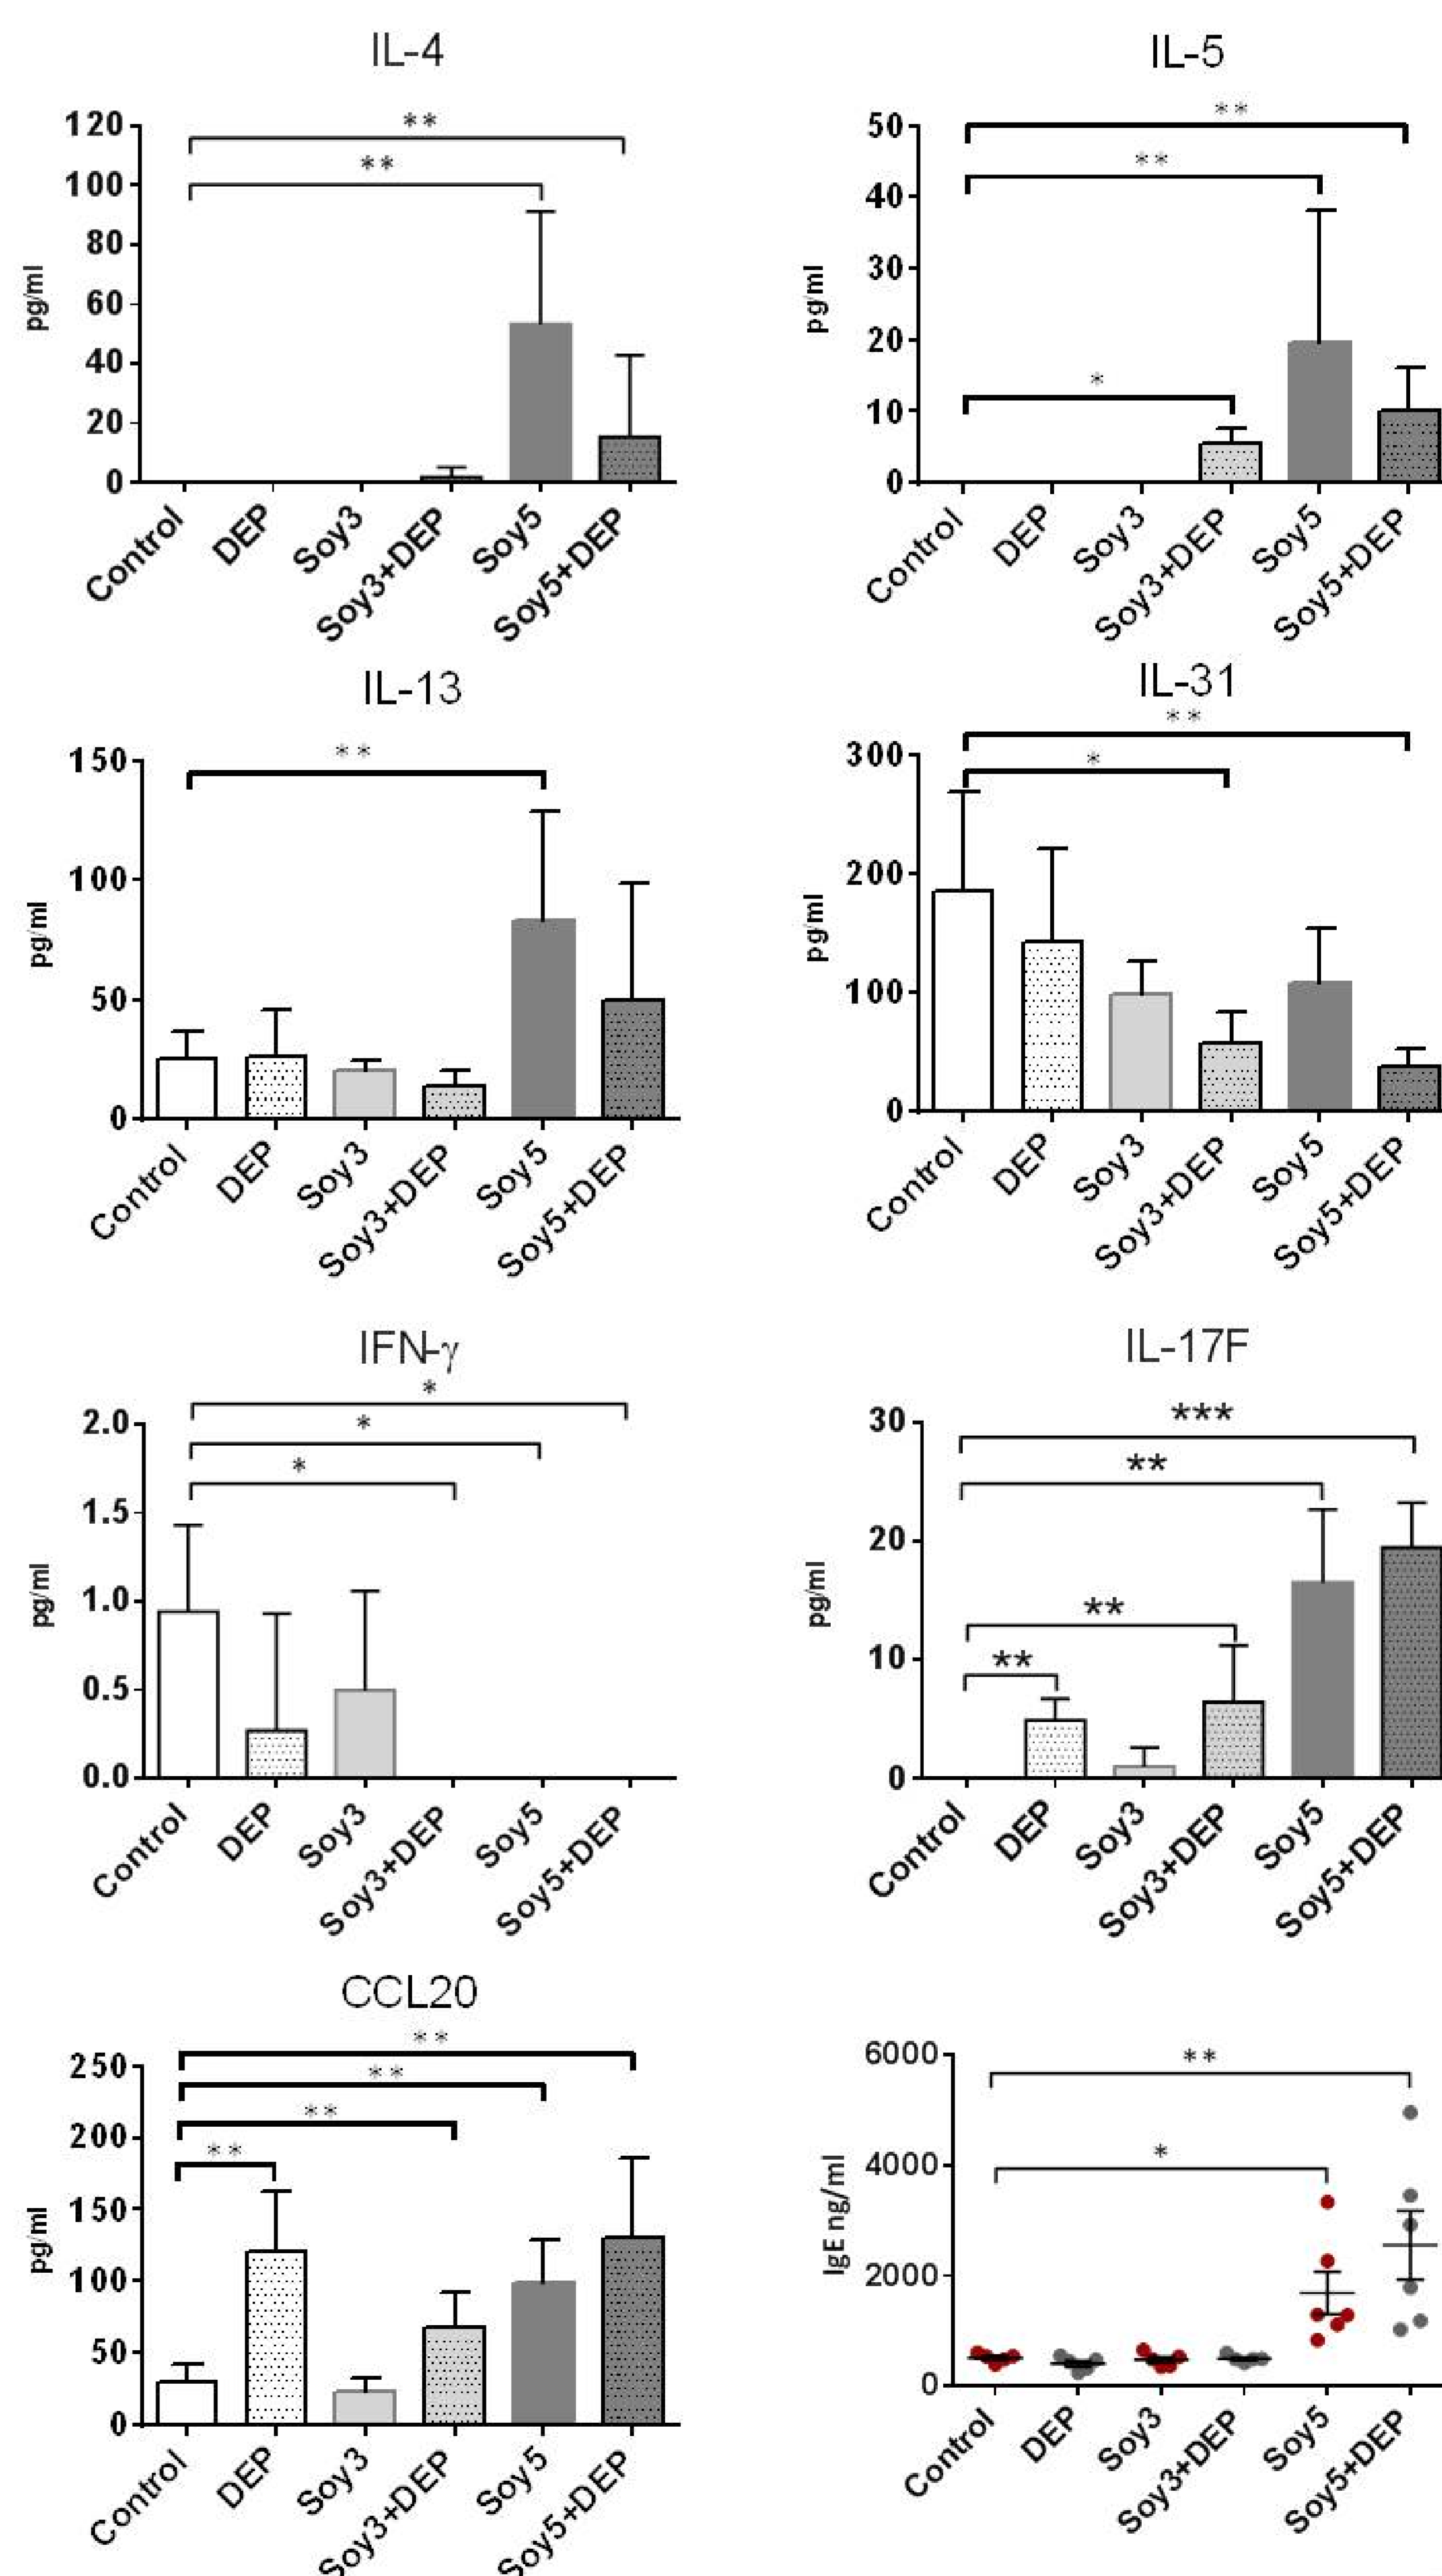 IL-4
**
**
120
100
80
60
40
20
0
pg/ml
Control
DEP
Soy3
Soy3+DEP
Soy5
Soy5+DEP
IL-5
**
**
*
50
40
30
20
10
0
pg/ml
Control
DEP
Soy3
Soy3+DEP
Soy5
Soy5+DEP
IL-13
**
150
100
50
0
pg/ml
Control
DEP
Soy3
Soy3+DEP
Soy5
Soy5+DEP
IL-31
**
*
300
200
100
0
pg/ml
Control
DEP
Soy3
Soy3+DEP
Soy5
Soy5+DEP
IFN-γ
*
*
*
2.0
1.5
1.0
0.5
0.0
pg/ml
Control
DEP
Soy3
Soy3+DEP
Soy5
Soy5+DEP
IL-17F
***
**
**
**
30
20
10
0
pg/ml
Control
DEP
Soy3
Soy3+DEP
Soy5
Soy5+DEP
CCL20
**
**
**
**
250
200
150
100
50
0
pg/ml
Control
DEP
Soy3
Soy3+DEP
Soy5
Soy5+DEP
**
*
6000
4000
2000
0
IgE ng/ml
Control
DEP
Soy3
Soy3+DEP
Soy5
Soy5+DEP